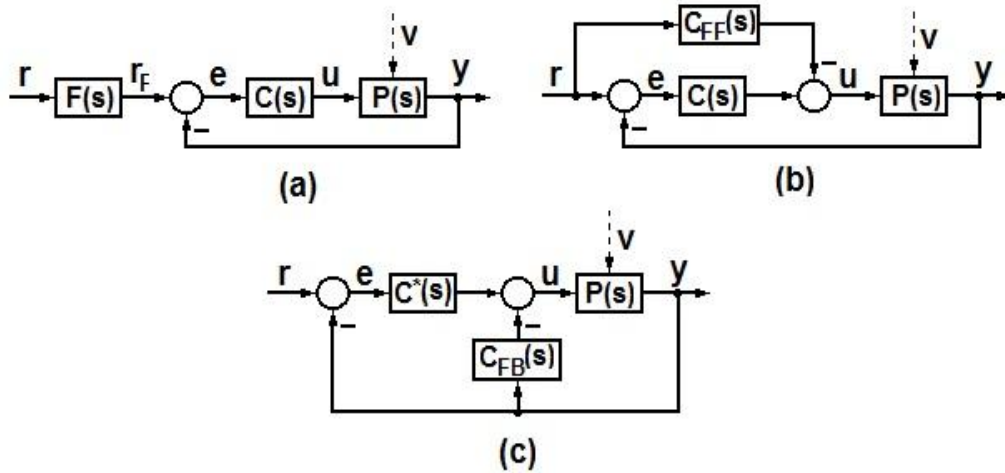 r F(s) r_F e C(s) u P(s) v y
−
(a)
C_FF(s)
r e C(s) − u P(s) v y
−
(b)
r e C*(s) u P(s) v y
− −
C_FB(s)
(c)